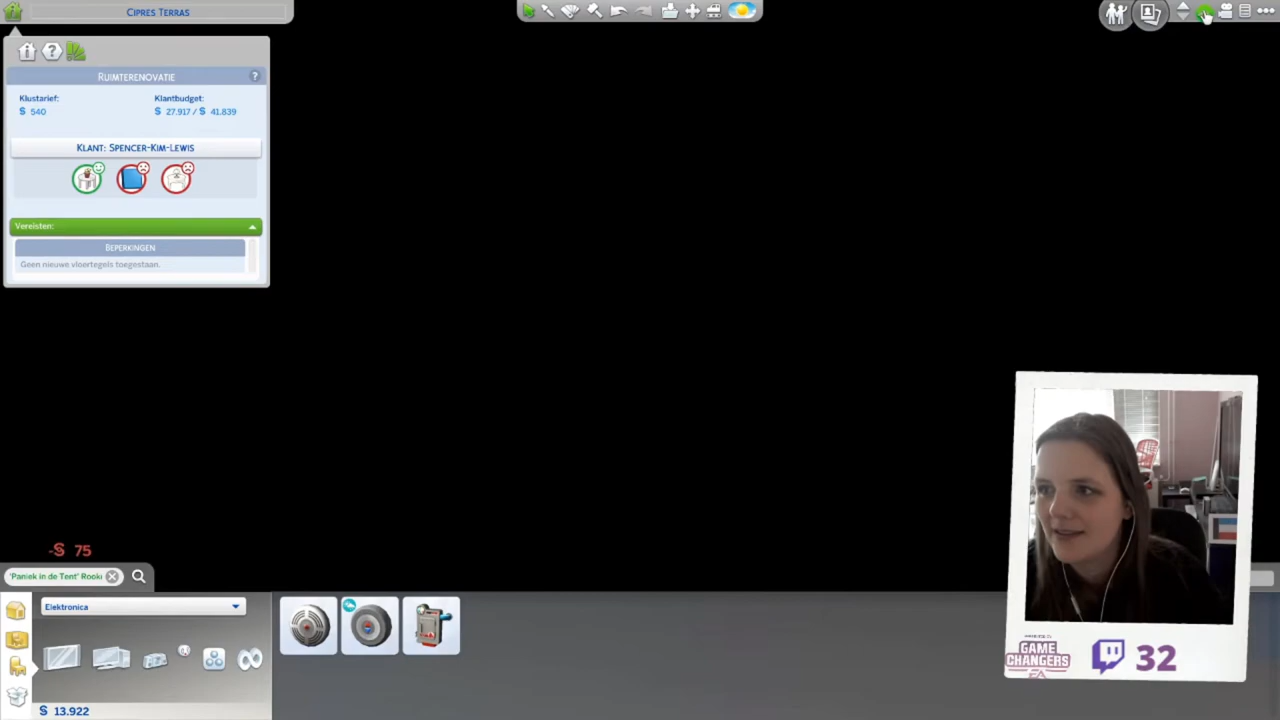 CIPRES TERRAS
RUIMTERENOVATIE
?
Klustarief:
Klantbudget:
§ 540
§ 27.917 / § 41.839
KLANT: SPENCER-KIM-LEWIS
Vereisten:
BEPERKINGEN
Geen nieuwe vloertegels toegestaan.
-§ 75
'Paniek in de Tent' Rooki
Elektronica
§ 13.922
GAME
CHANGERS
EA
32